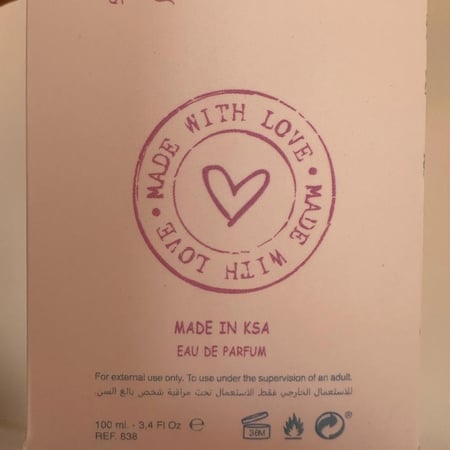 MADE WITH LOVE • MADE WITH LOVE •
MADE IN KSA
EAU DE PARFUM
For external use only. To use under the supervision of an adult.
للاستعمال الخارجي فقط. الاستعمال تحت مراقبة شخص بالغ السن.
100 ml. - 3,4 Fl Oz ℮
REF. 838
36M